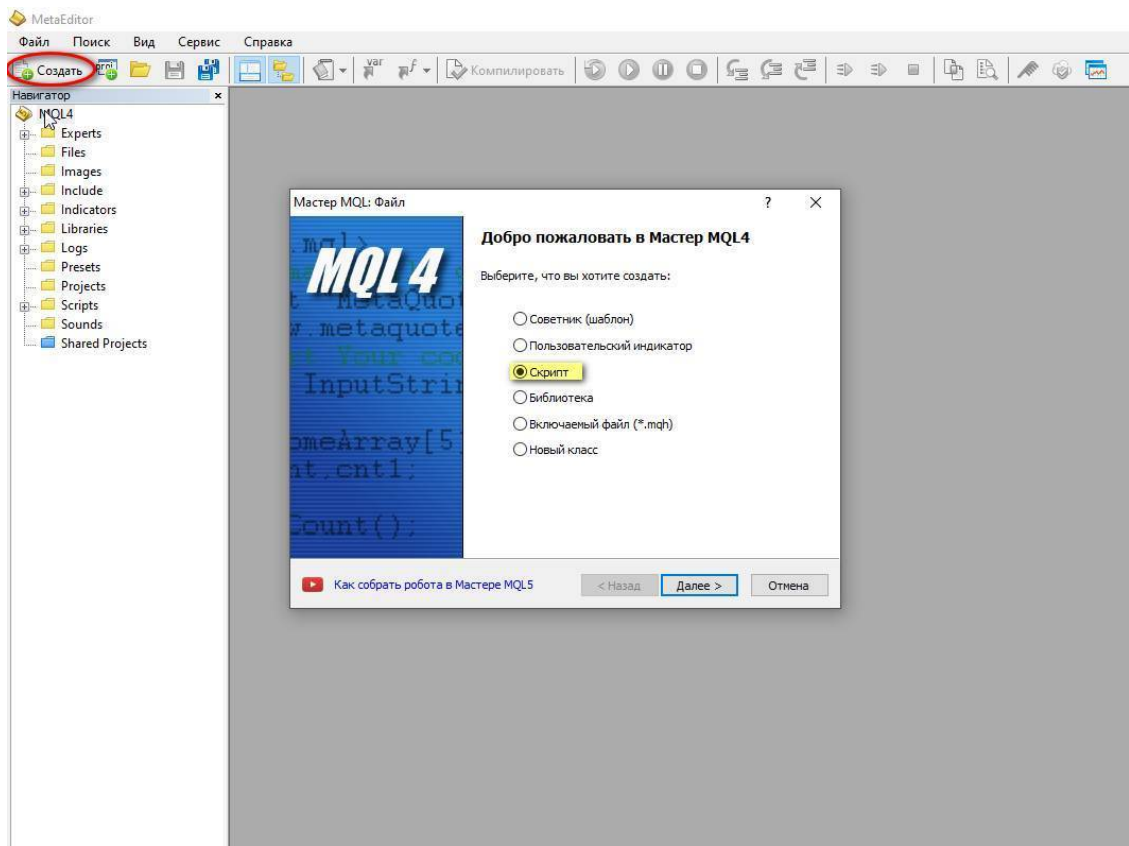 MetaEditor
Файл Поиск Вид Сервис Справка
Создать var f Компилировать
Навигатор
MQL4
Experts
Files
Images
Include
Indicators
Libraries
Logs
Presets
Projects
Scripts
Sounds
Shared Projects
Мастер MQL: Файл ?
MQL 4
Добро пожаловать в Мастер MQL4
Выберите, что вы хотите создать:
Советник (шаблон)
Пользовательский индикатор
Скрипт
Библиотека
Включаемый файл (*.mqh)
Новый класс
Как собрать робота в Мастере MQL5
< Назад Далее > Отмена